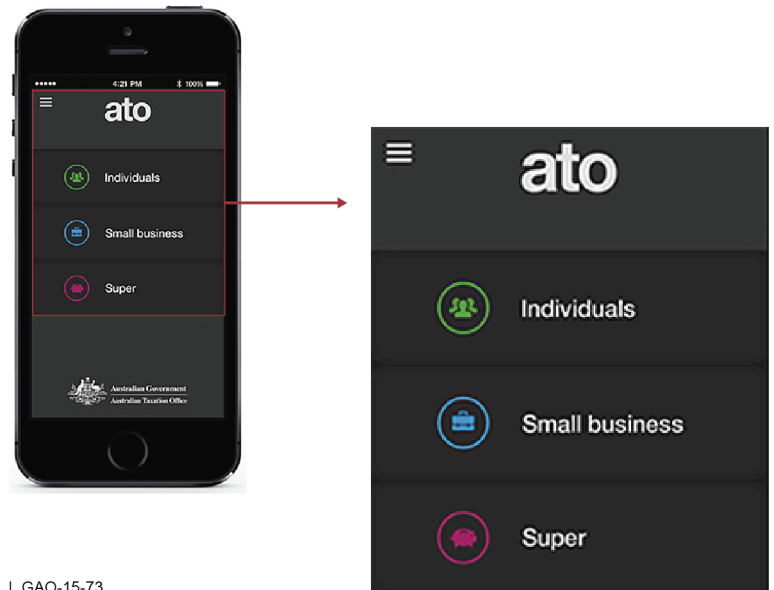 4:21 PM 100%
ato
Individuals
Small business
Super
Australian Government
Australian Taxation Office
ato
Individuals
Small business
Super
GAO-15-73